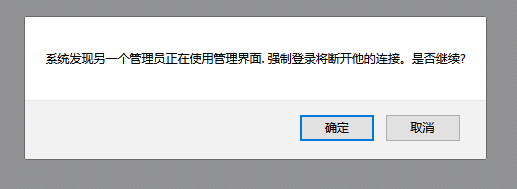 系统发现另一个管理员正在使用管理界面. 强制登录将断开他的连接。是否继续?
确定
取消